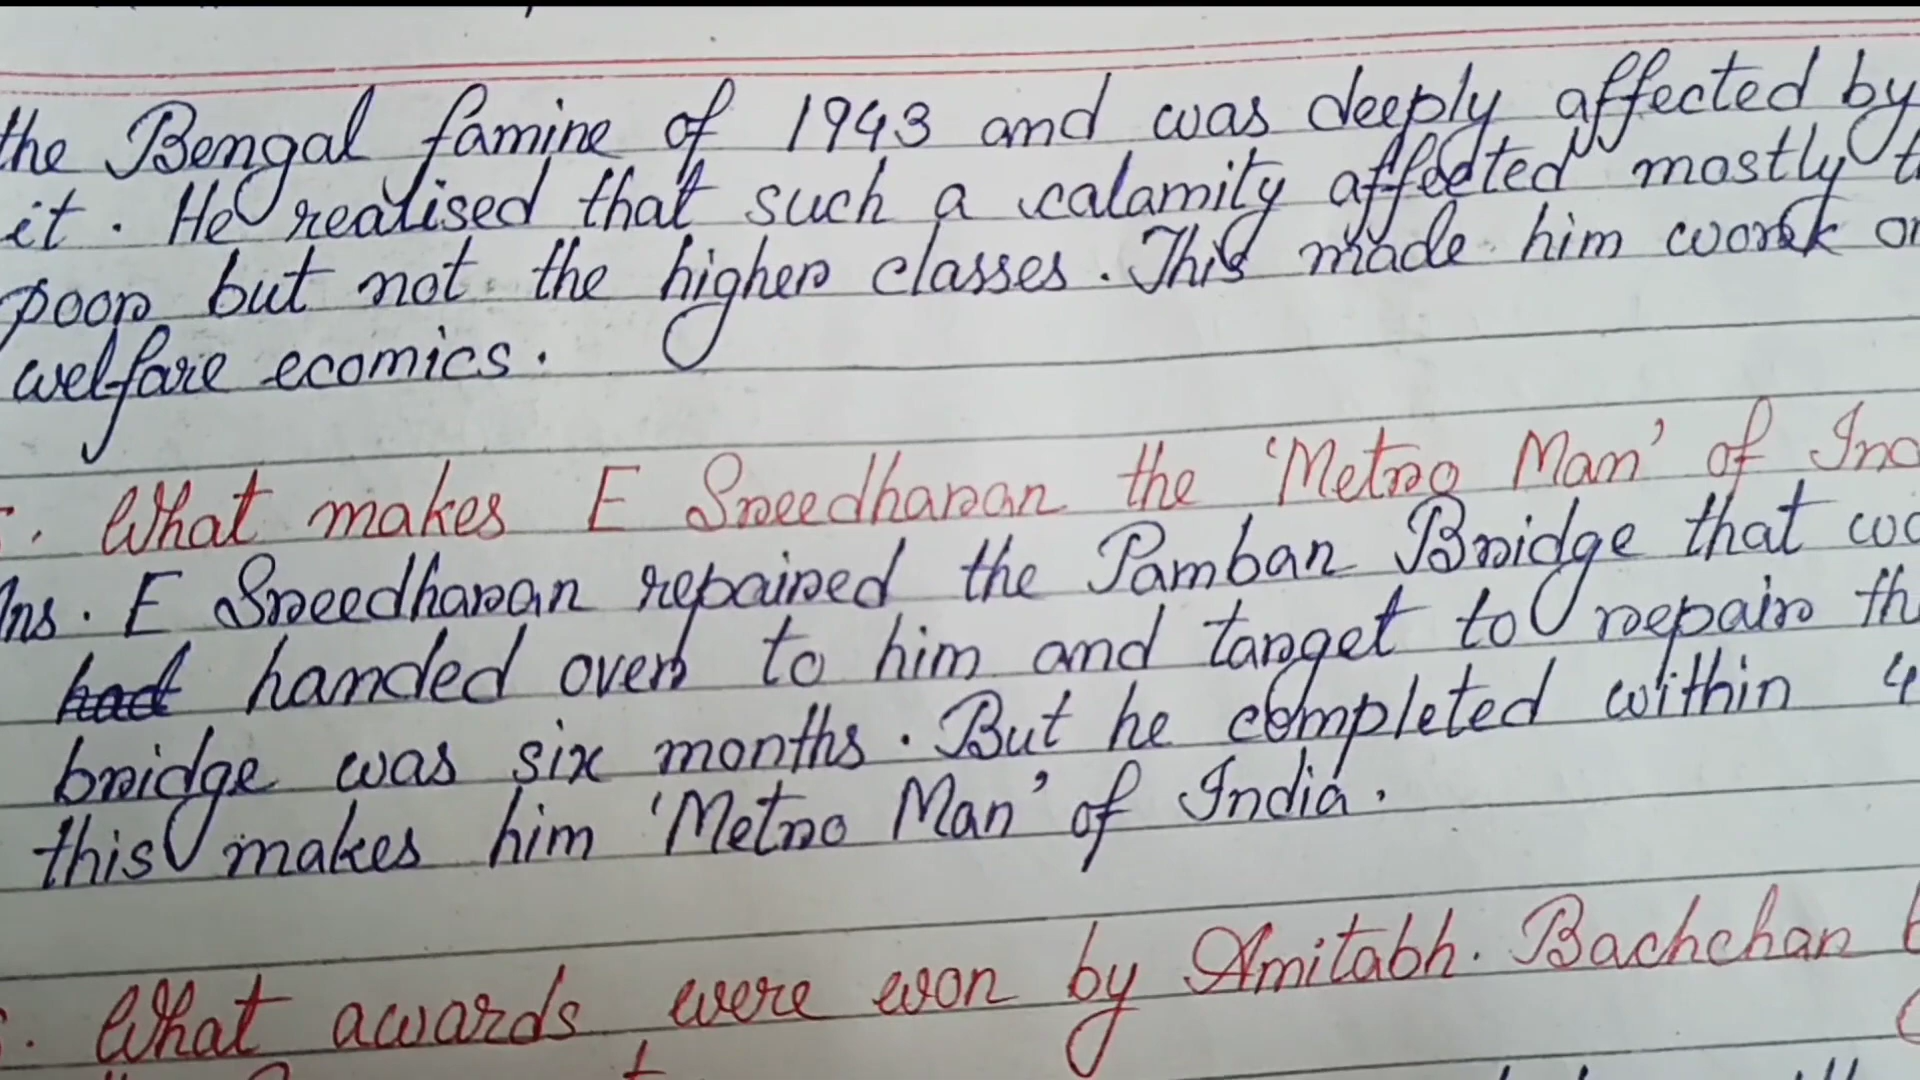 the Bengal famine of 1943 and was deeply affected by
it. He realised that such a calamity affected mostly
poor but not the higher classes. This made him work
welfare ecomics.
What makes E Sreedharan the 'Metro Man' of
Ans. E Sreedharan repaired the Pamban Bridge that
had handed over to him and target to repair
bridge was six months. But he completed within
this makes him 'Metro Man' of India.
What awards were won by Amitabh. Bachchan